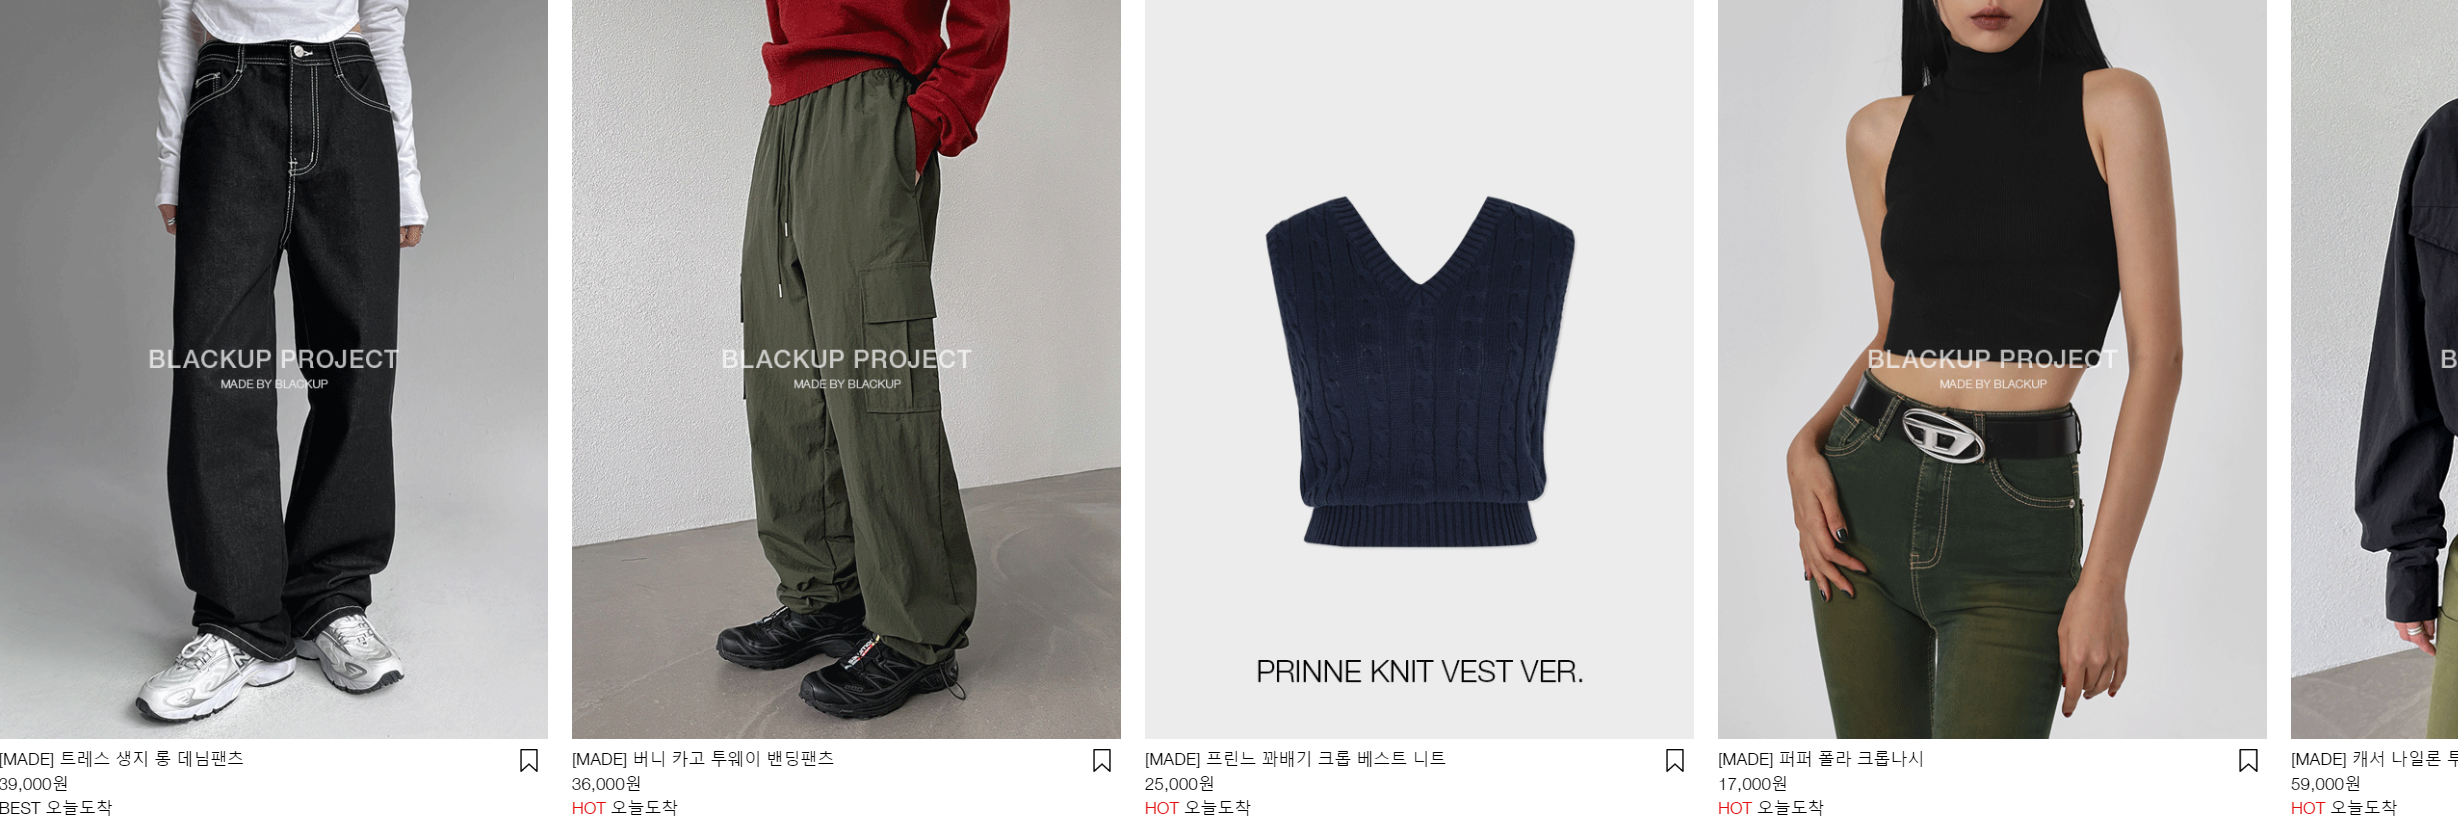 BLACKUP PROJECT
MADE BY BLACKUP
[MADE] 트레스 생지 롱 데님팬츠
39,000원
BEST 오늘도착
BLACKUP PROJECT
MADE BY BLACKUP
[MADE] 버니 카고 투웨이 밴딩팬츠
36,000원
HOT 오늘도착
PRINNE KNIT VEST VER.
[MADE] 프린느 꽈배기 크롭 베스트 니트
25,000원
HOT 오늘도착
BLACKUP PROJECT
MADE BY BLACKUP
[MADE] 퍼퍼 폴라 크롭나시
17,000원
HOT 오늘도착
[MADE] 캐서 나일론
59,000원
HOT 오늘도착